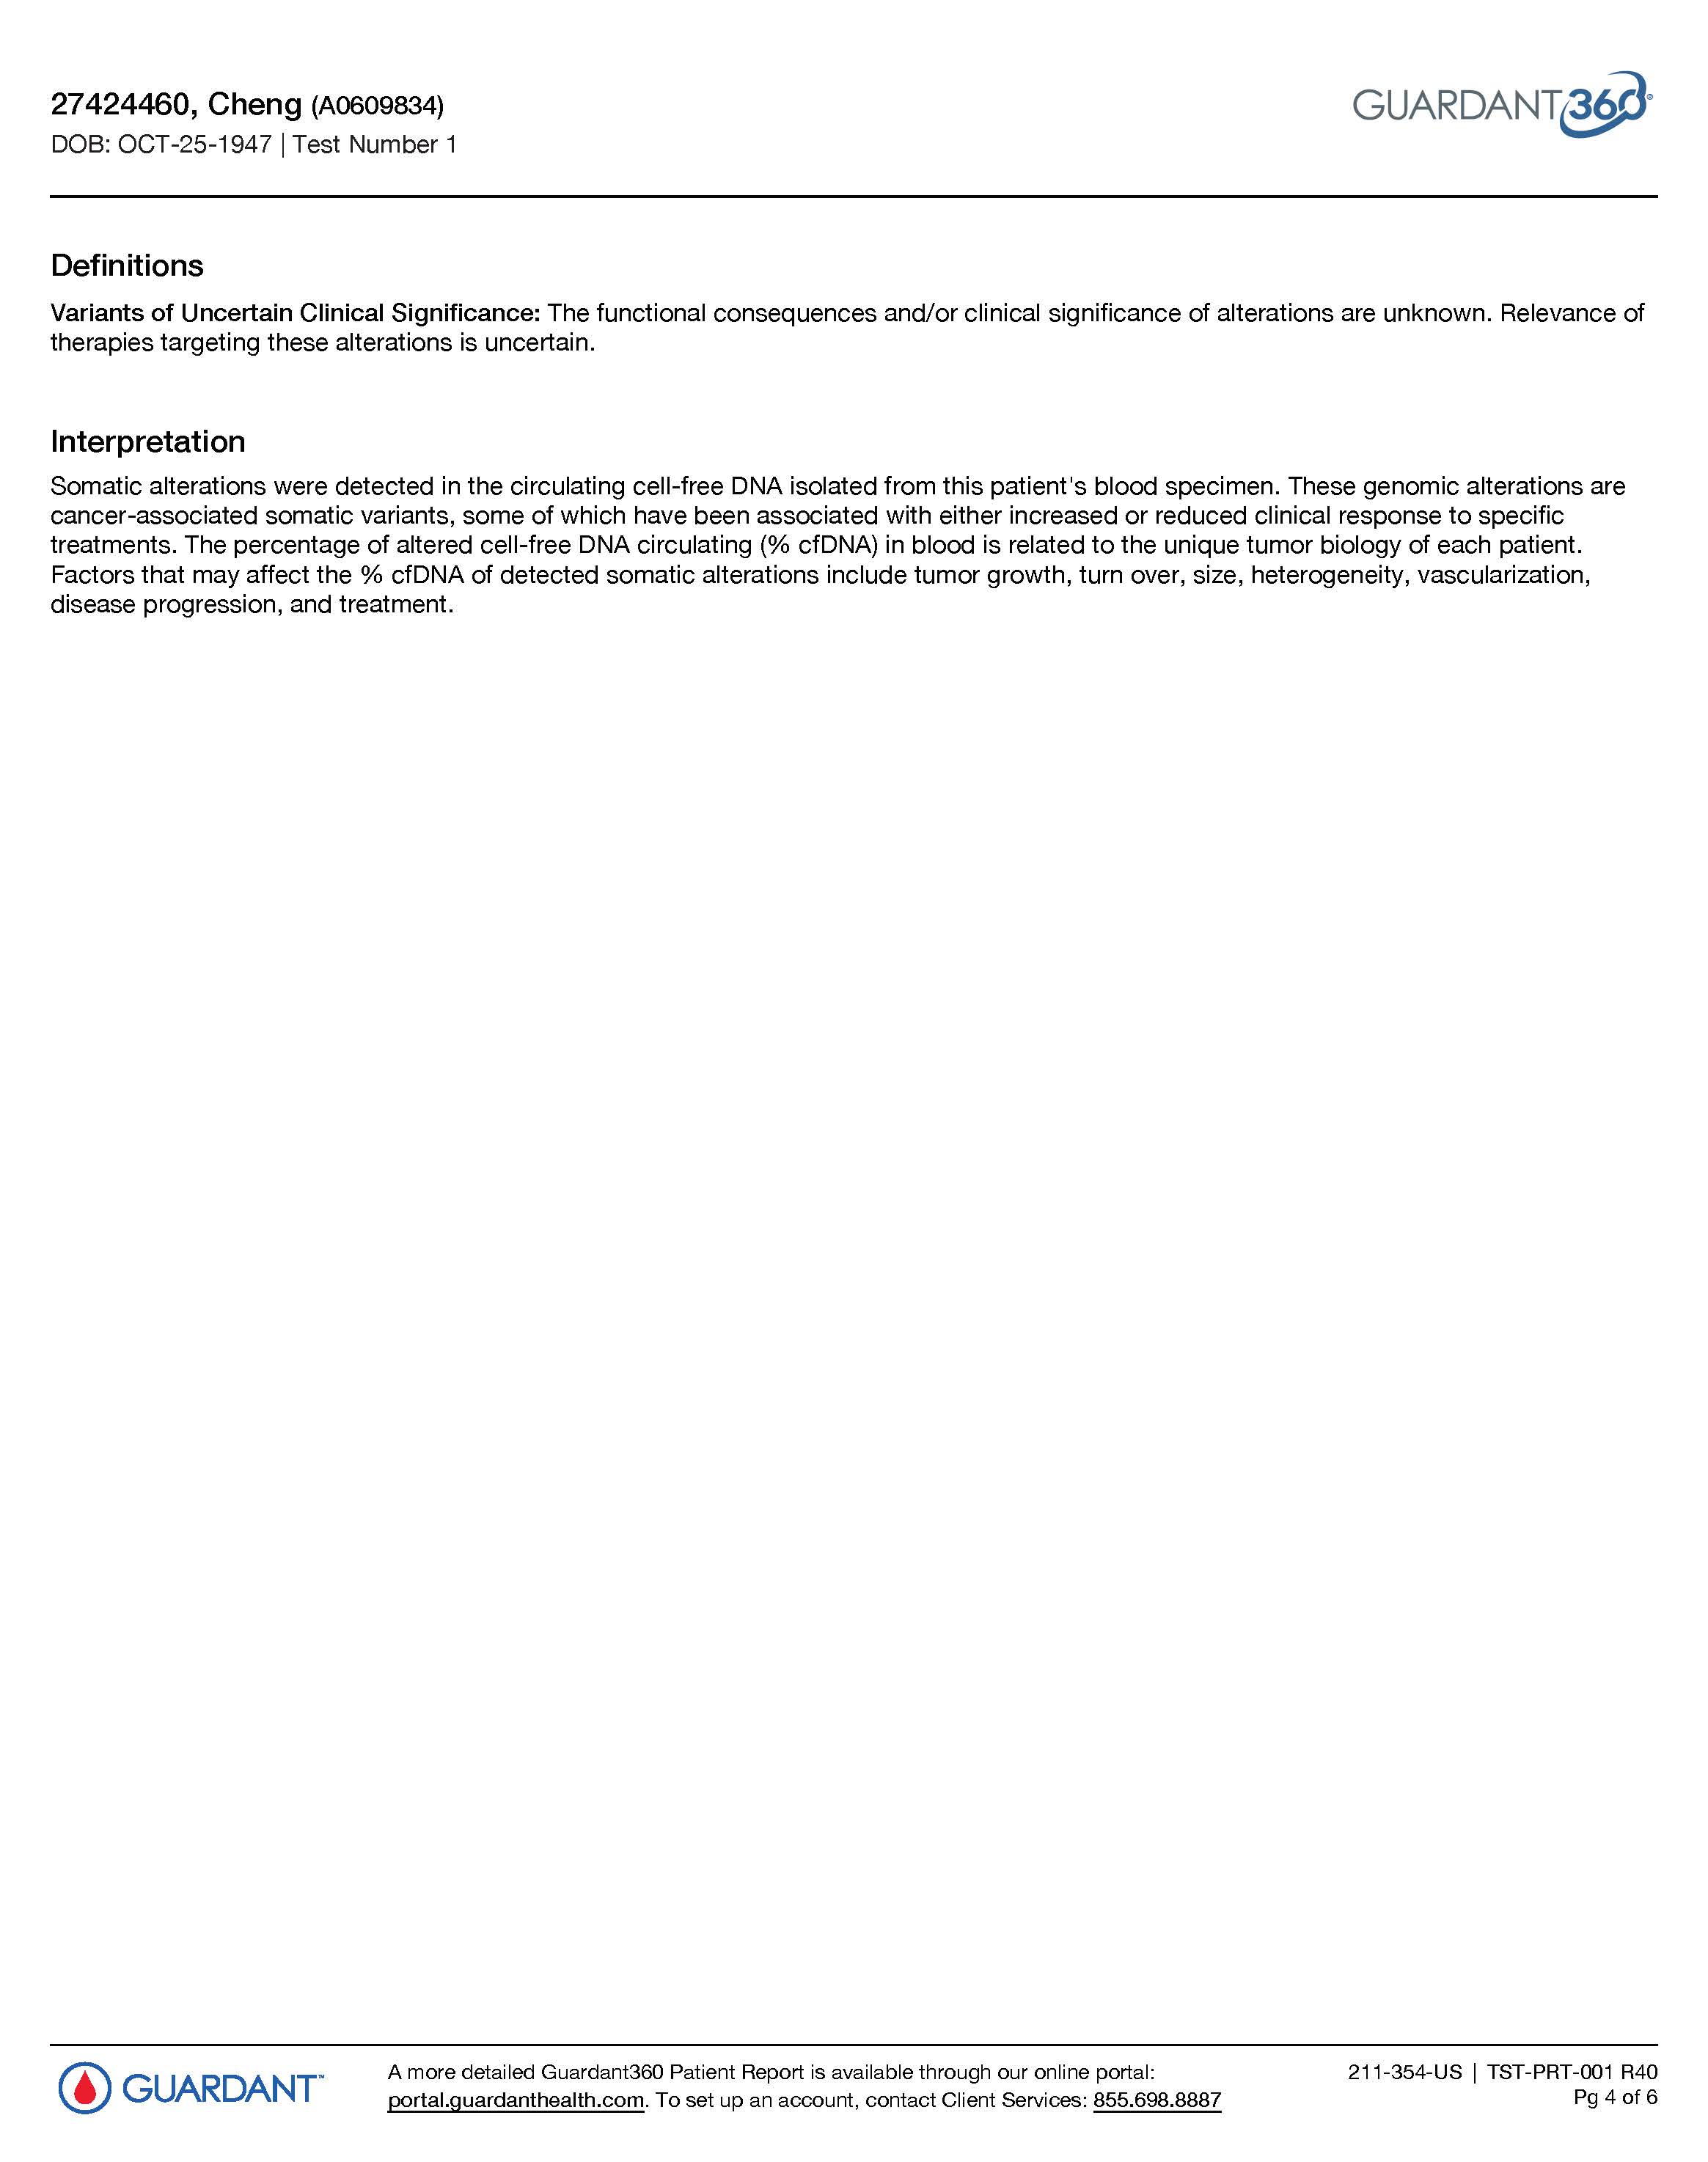 27424460, Cheng (A0609834)
DOB: OCT-25-1947 | Test Number 1
GUARDANT360®
Definitions
Variants of Uncertain Clinical Significance: The functional consequences and/or clinical significance of alterations are unknown. Relevance of
therapies targeting these alterations is uncertain.
Interpretation
Somatic alterations were detected in the circulating cell-free DNA isolated from this patient's blood specimen. These genomic alterations are
cancer-associated somatic variants, some of which have been associated with either increased or reduced clinical response to specific
treatments. The percentage of altered cell-free DNA circulating (% cfDNA) in blood is related to the unique tumor biology of each patient.
Factors that may affect the % cfDNA of detected somatic alterations include tumor growth, turn over, size, heterogeneity, vascularization,
disease progression, and treatment.
GUARDANT™
A more detailed Guardant360 Patient Report is available through our online portal:
portal.guardanthealth.com. To set up an account, contact Client Services: 855.698.8887
211-354-US | TST-PRT-001 R40
Pg 4 of 6